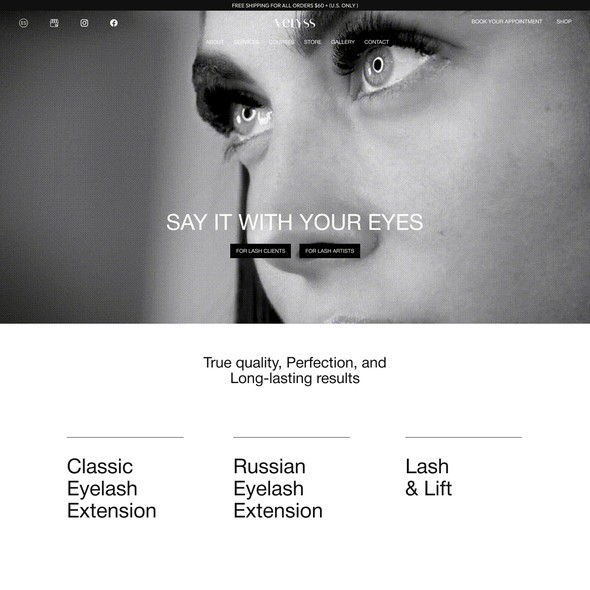 FREE SHIPPING FOR ALL ORDERS $60 + (U.S. ONLY )
ES
veryss
BOOK YOUR APPOINTMENT
SHOP
ABOUT
SERVICES
COURSES
STORE
GALLERY
CONTACT
SAY IT WITH YOUR EYES
FOR LASH CLIENTS
FOR LASH ARTISTS
True quality, Perfection, and
Long-lasting results
Classic
Eyelash
Extension
Russian
Eyelash
Extension
Lash
& Lift